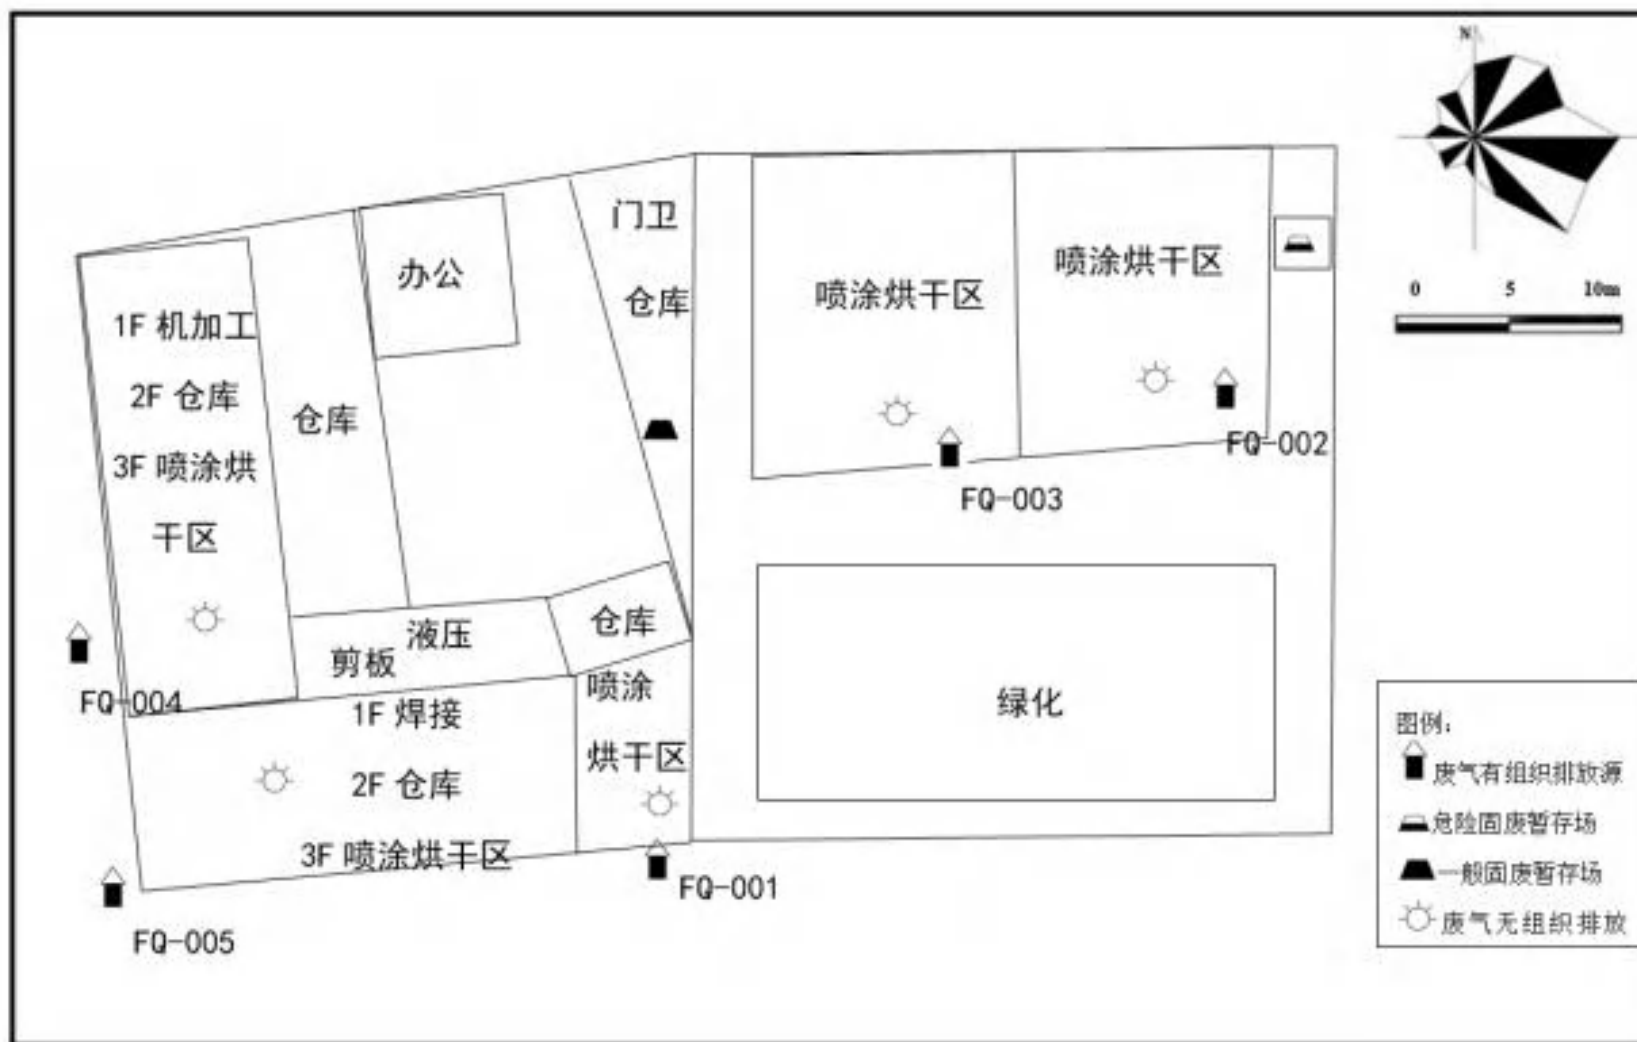 N
0 5 10m
门卫
仓库
办公
喷涂烘干区
喷涂烘干区
1F 机加工
2F 仓库
3F 喷涂烘
干区
仓库
FQ-002
FQ-003
仓库
液压
剪板
喷涂
烘干区
FQ-004
1F 焊接
2F 仓库
3F 喷涂烘干区
绿化
FQ-001
FQ-005
图例：
废气有组织排放源
危险固废暂存场
一般固废暂存场
废气无组织排放